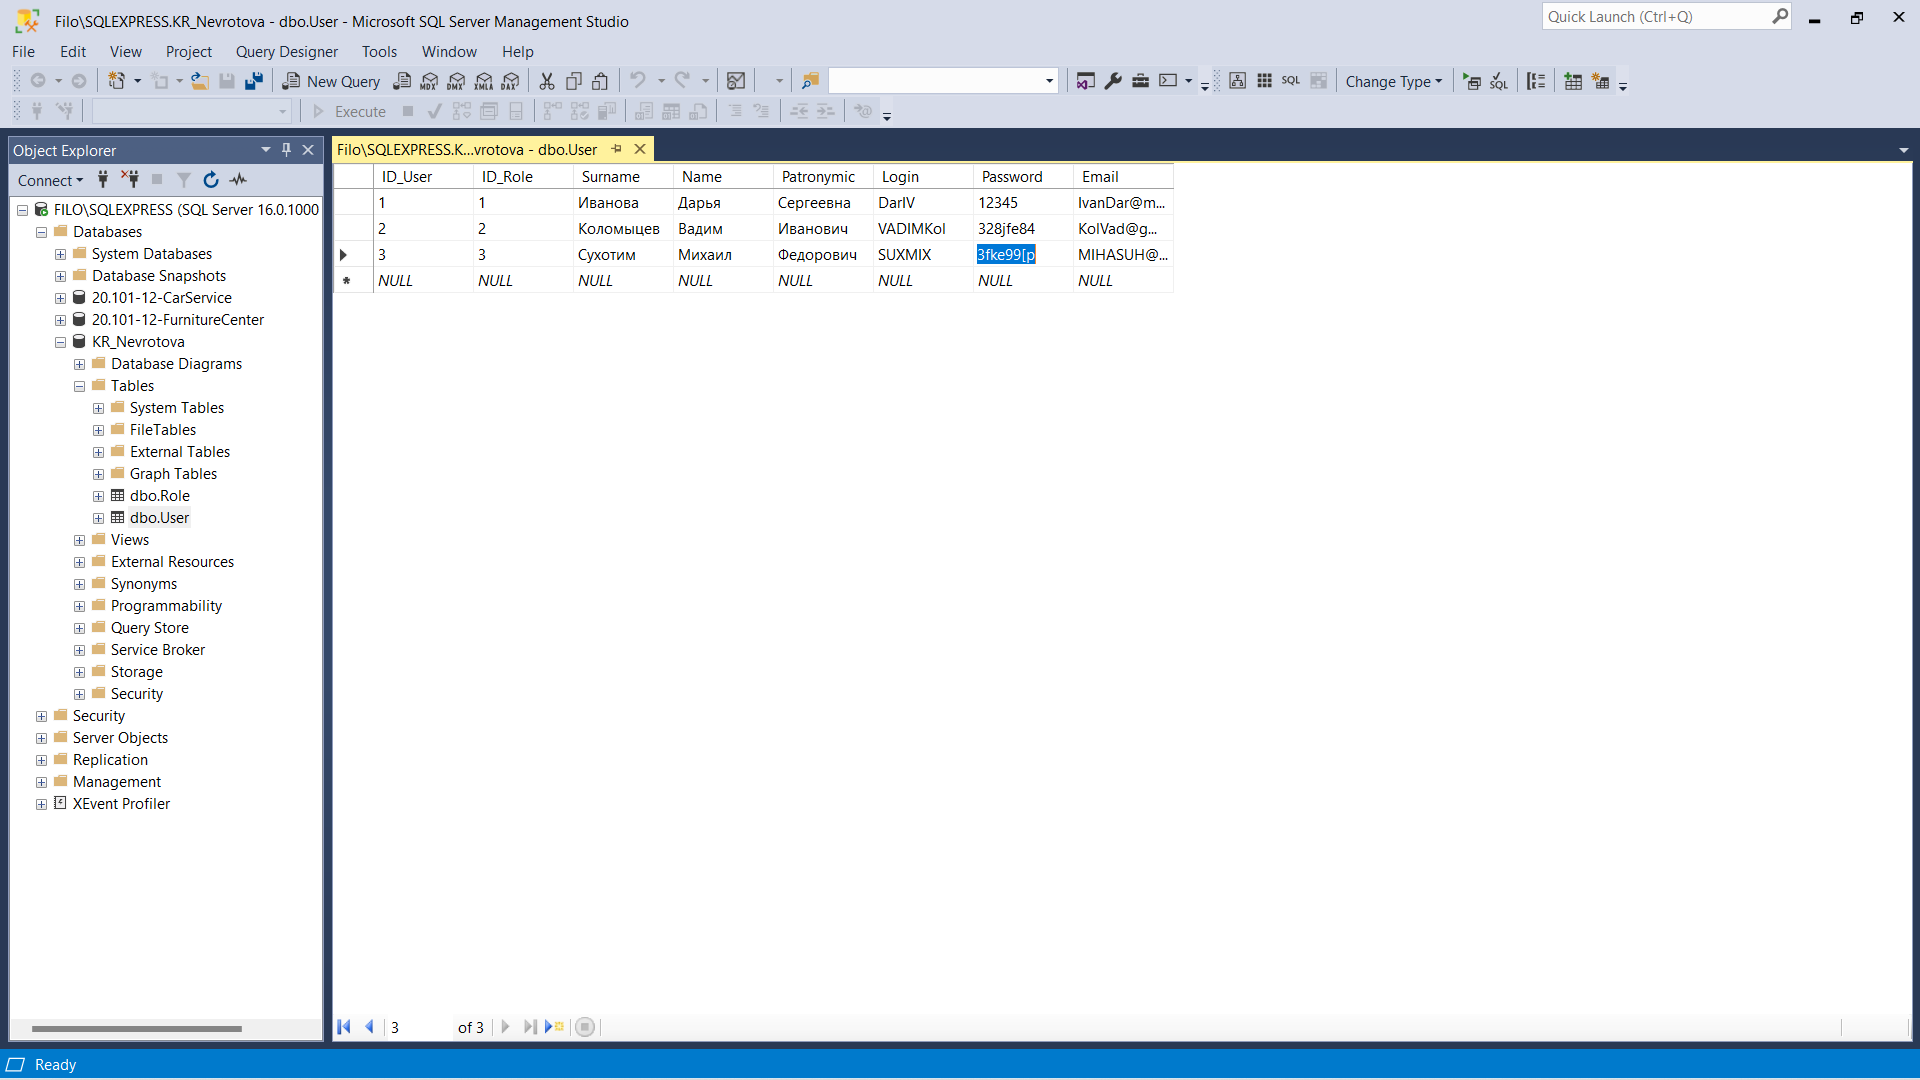 Filo\SQLEXPRESS.KR_Nevrotova - dbo.User - Microsoft SQL Server Management Studio
Quick Launch (Ctrl+Q)
File Edit View Project Query Designer Tools Window Help
New Query MDX DMX XMLA DAX SQL Change Type SQL
Execute
Object Explorer
Filo\SQLEXPRESS.K...vrotova - dbo.User
Connect
FILO\SQLEXPRESS (SQL Server 16.0.1000
Databases
System Databases
Database Snapshots
20.101-12-CarService
20.101-12-FurnitureCenter
KR_Nevrotova
Database Diagrams
Tables
System Tables
FileTables
External Tables
Graph Tables
dbo.Role
dbo.User
Views
External Resources
Synonyms
Programmability
Query Store
Service Broker
Storage
Security
Security
Server Objects
Replication
Management
XEvent Profiler
ID_User ID_Role Surname Name Patronymic Login Password Email
1 1 Иванова Дарья Сергеевна DarIV 12345 IvanDar@m...
2 2 Коломыцев Вадим Иванович VADIMKol 328jfe84 KolVad@g...
3 3 Сухотим Михаил Федорович SUXMIX 3fke99[p MIHASUH@...
NULL NULL NULL NULL NULL NULL NULL NULL
3 of 3
Ready